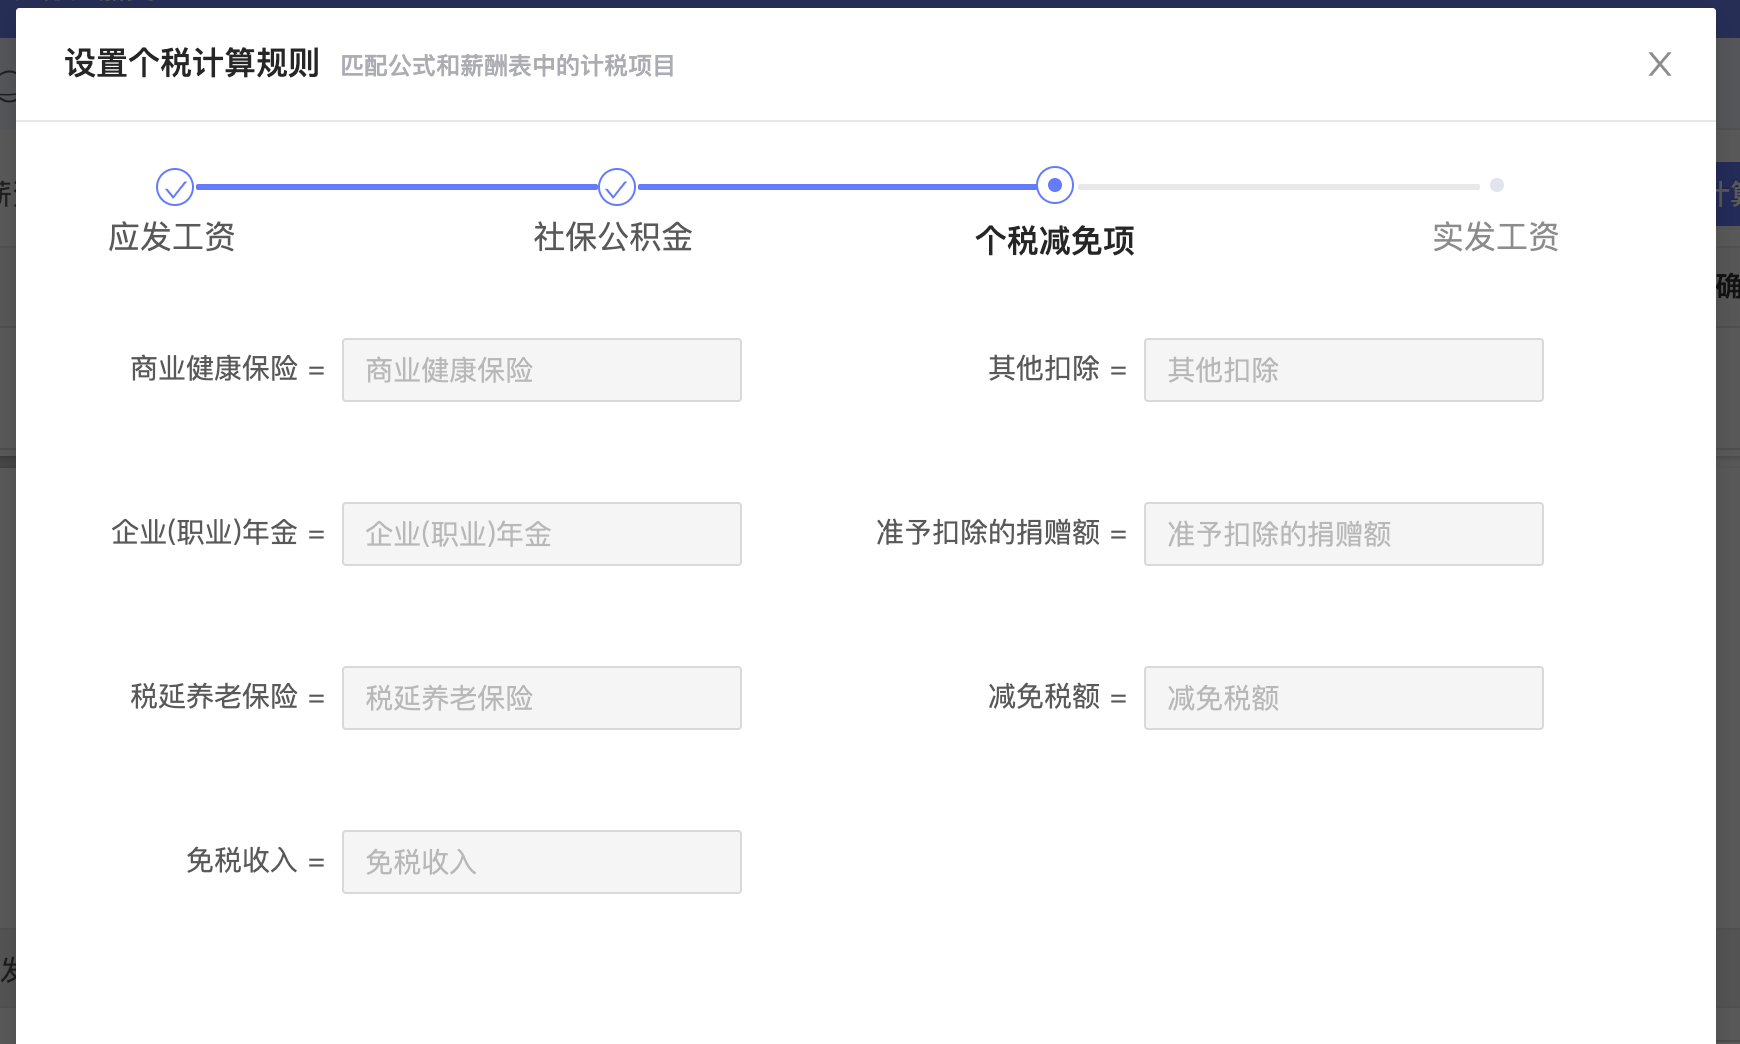 设置个税计算规则 匹配公式和薪酬表中的计税项目
应发工资 社保公积金 个税减免项 实发工资
商业健康保险 = 商业健康保险 其他扣除 = 其他扣除
企业(职业)年金 = 企业(职业)年金 准予扣除的捐赠额 = 准予扣除的捐赠额
税延养老保险 = 税延养老保险 减免税额 = 减免税额
免税收入 = 免税收入